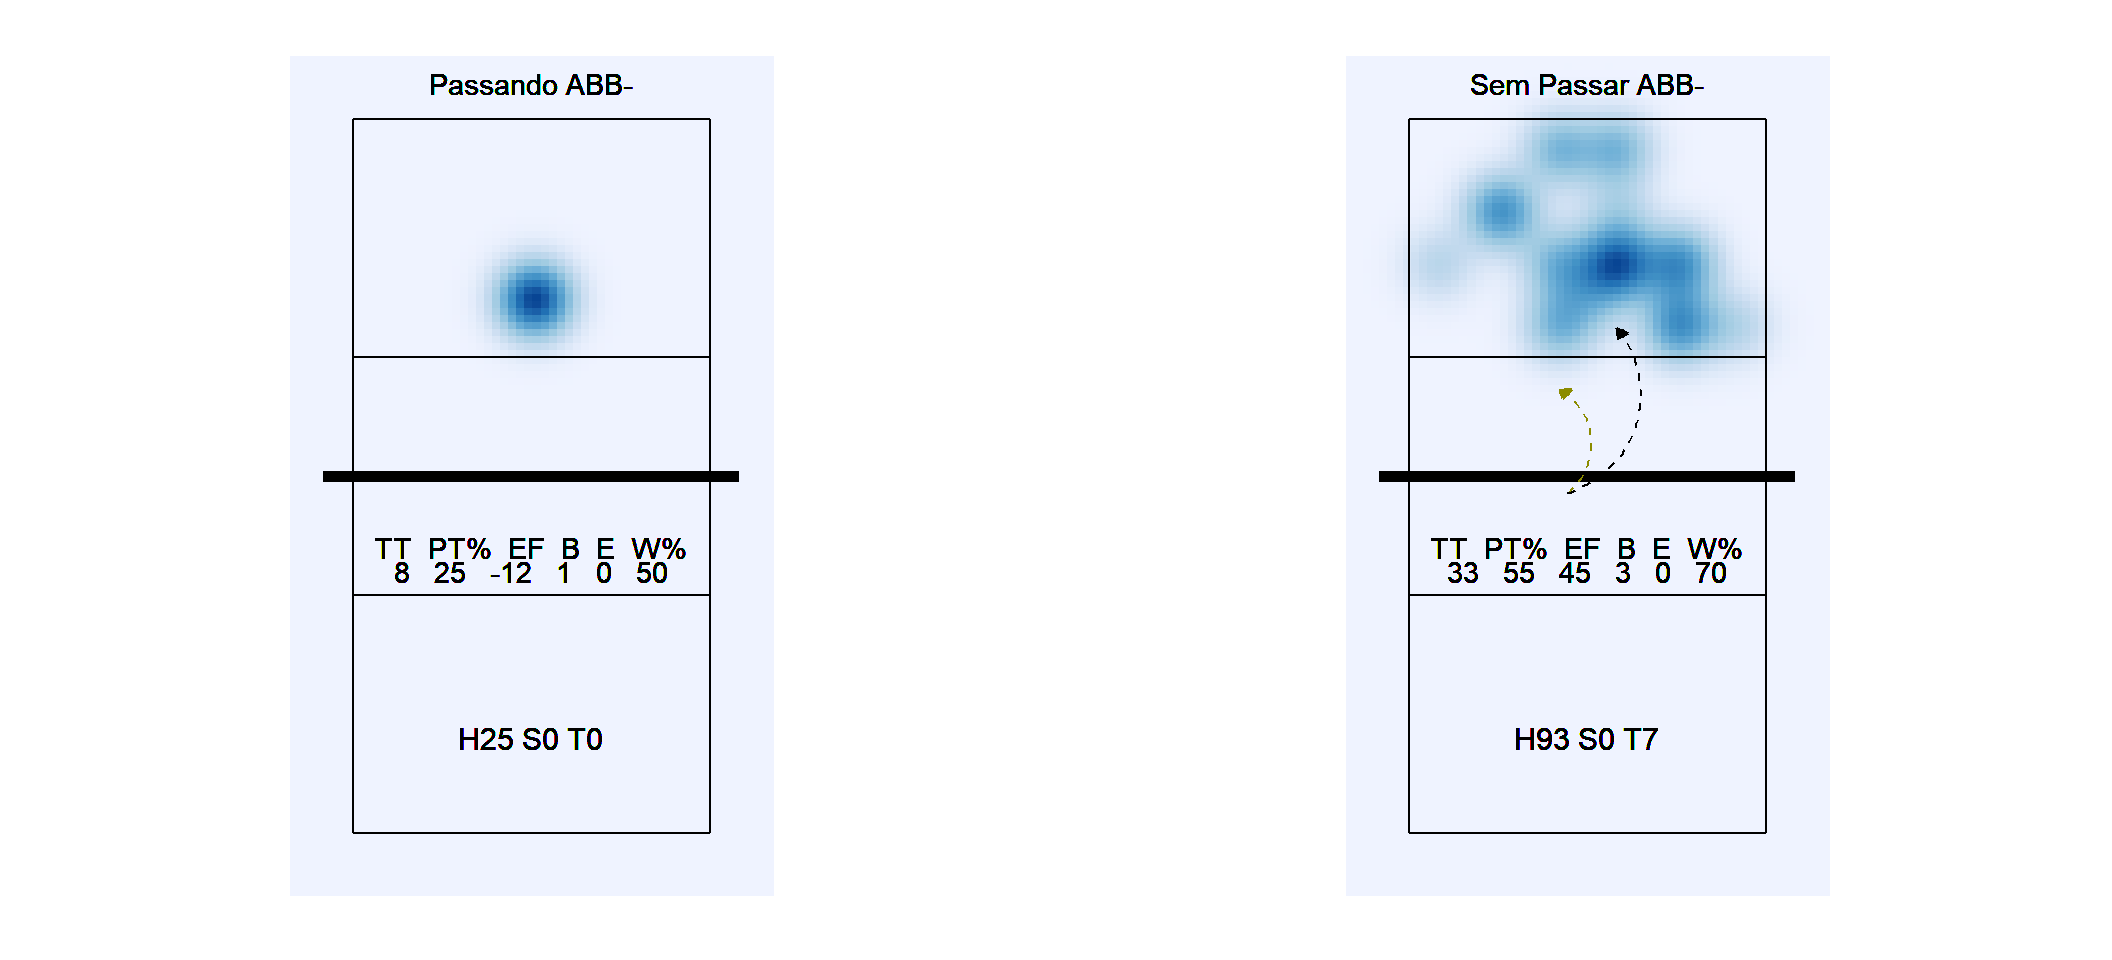 Passando ABB-
TT PT% EF B E W%
8 25 -12 1 0 50
H25 S0 T0
Sem Passar ABB-
TT PT% EF B E W%
33 55 45 3 0 70
H93 S0 T7